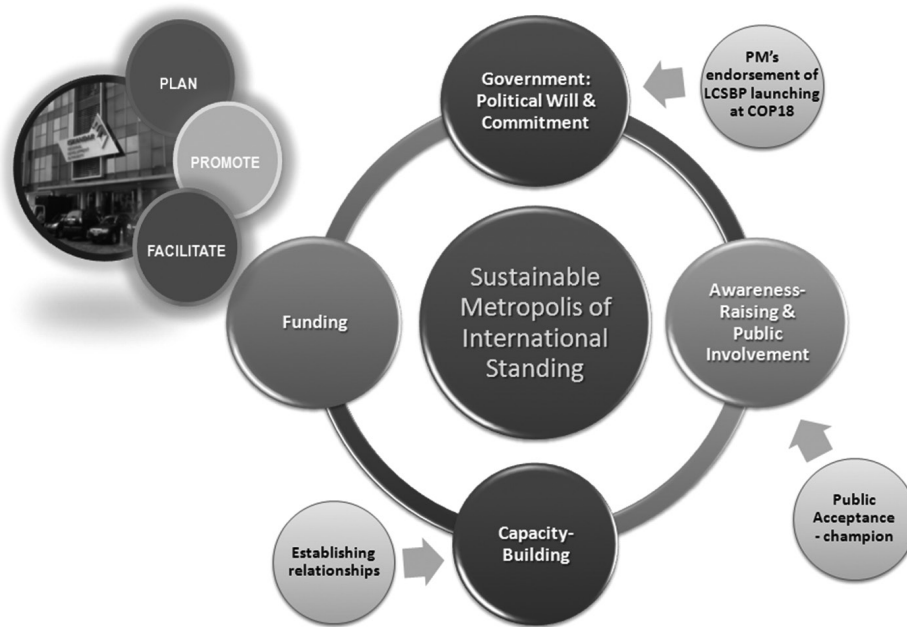 PLAN
PROMOTE
FACILITATE
Government:
Political Will &
Commitment
PM's
endorsement of
LCSBP launching
at COP18
Sustainable
Metropolis of
International
Standing
Funding
Awareness-
Raising &
Public
Involvement
Public
Acceptance
- champion
Capacity-
Building
Establishing
relationships